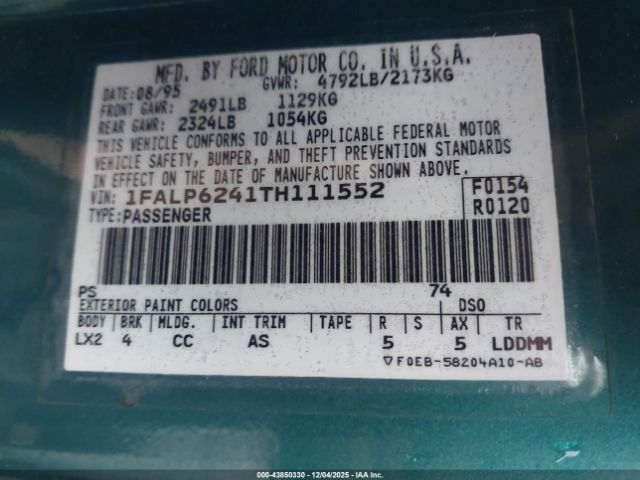 MFD. BY FORD MOTOR CO. IN U.S.A.
DATE: 08/95 GVWR: 4792LB/2173KG
FRONT GAWR: 2491LB 1129KG
REAR GAWR: 2324LB 1054KG
THIS VEHICLE CONFORMS TO ALL APPLICABLE FEDERAL MOTOR
VEHICLE SAFETY, BUMPER, AND THEFT PREVENTION STANDARDS
IN EFFECT ON THE DATE OF MANUFACTURE SHOWN ABOVE.
VIN: 1FALP6241TH111552 F0154
TYPE: PASSENGER R0120
PS 74
EXTERIOR PAINT COLORS DSO
BODY BRK MLDG. INT TRIM TAPE R S AX TR
LX2 4 CC AS 5 5 LDDMM
▽F0EB-58204A10-AB
000-43850330 - 12/04/2025 - IAA Inc.